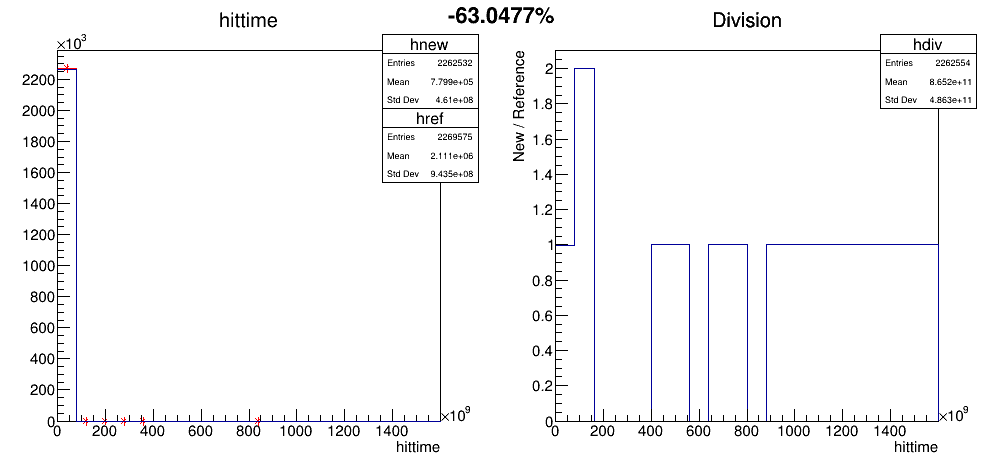 -63.0477%
hittime
×10³
hnew
Entries 2262532
Mean 7.799e+05
Std Dev 4.61e+08
href
Entries 2269575
Mean 2.111e+06
Std Dev 9.435e+08
2200
2000
1800
1600
1400
1200
1000
800
600
400
200
0
0 200 400 600 800 1000 1200 1400
×10⁹
hittime
Division
hdiv
Entries 2262554
Mean 8.652e+11
Std Dev 4.863e+11
New / Reference
2
1.8
1.6
1.4
1.2
1
0.8
0.6
0.4
0.2
0
0 200 400 600 800 1000 1200 1400
×10⁹
hittime